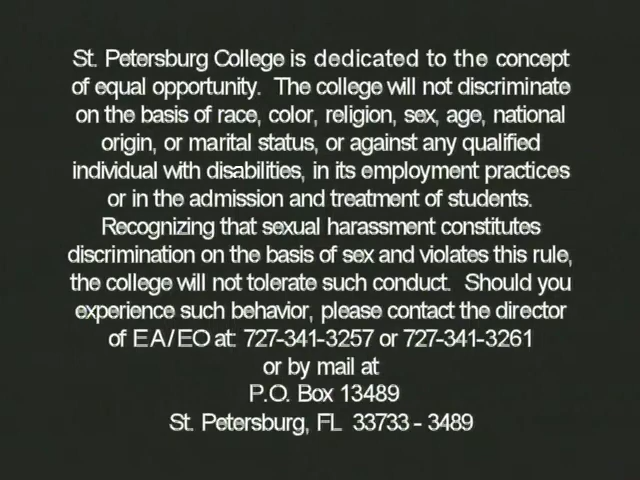 St. Petersburg College is dedicated to the concept
of equal opportunity. The college will not discriminate
on the basis of race, color, religion, sex, age, national
origin, or marital status, or against any qualified
individual with disabilities, in its employment practices
or in the admission and treatment of students.
Recognizing that sexual harassment constitutes
discrimination on the basis of sex and violates this rule,
the college will not tolerate such conduct. Should you
experience such behavior, please contact the director
of EA/EO at: 727-341-3257 or 727-341-3261
or by mail at
P.O. Box 13489
St. Petersburg, FL 33733 - 3489